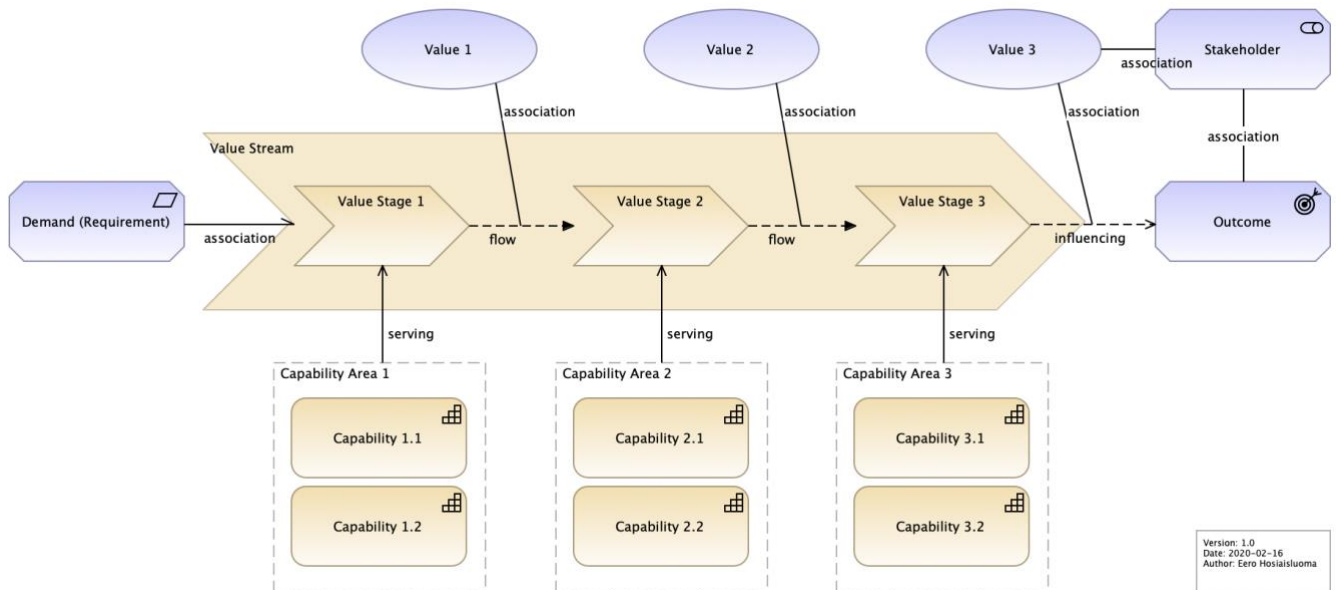 Value 1
Value 2
Value 3
Stakeholder
association
association
association
association
association
Value Stream
Value Stage 1
Value Stage 2
Value Stage 3
Demand (Requirement)
Outcome
association
flow
flow
influencing
serving
serving
serving
Capability Area 1
Capability Area 2
Capability Area 3
Capability 1.1
Capability 2.1
Capability 3.1
Capability 1.2
Capability 2.2
Capability 3.2
Version: 1.0
Date: 2020-02-16
Author: Eero Hosiaisluoma